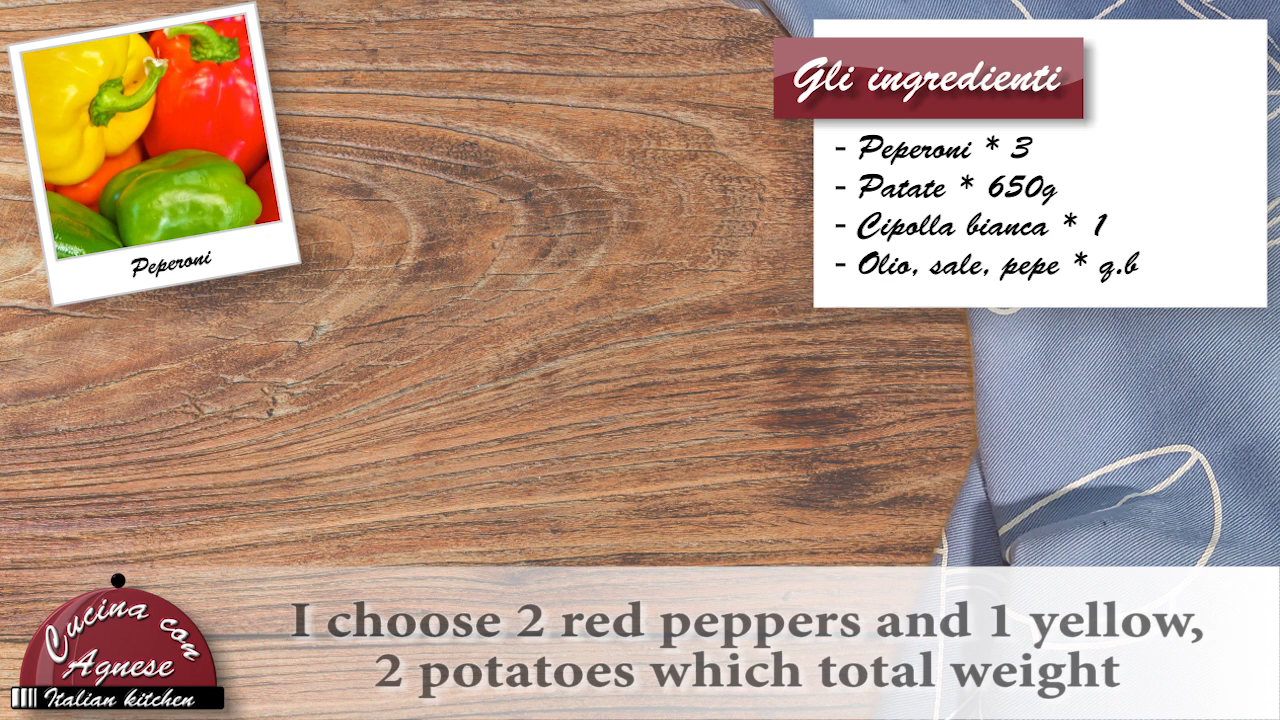 Gli ingredienti
- Peperoni * 3
- Patate * 650g
- Cipolla bianca * 1
- Olio, sale, pepe * q.b
Peperoni
I choose 2 red peppers and 1 yellow,
2 potatoes which total weight
Cucina con
Agnese
Italian kitchen